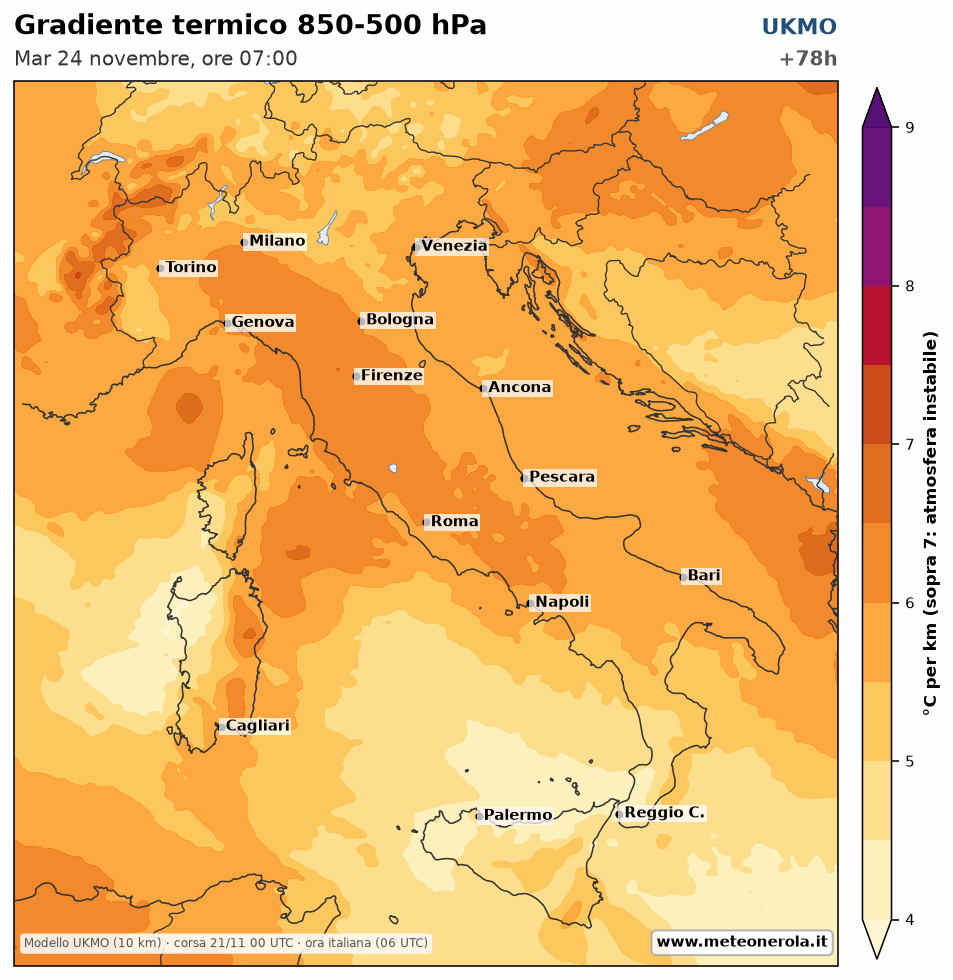 Gradiente termico 850-500 hPa
UKMO
Mar 24 novembre, ore 07:00
+78h
Milano
Venezia
Torino
Genova
Bologna
Firenze
Ancona
Pescara
Roma
Bari
Napoli
Cagliari
Palermo
Reggio C.
9
8
7
6
5
4
°C per km (sopra 7: atmosfera instabile)
Modello UKMO (10 km) · corsa 21/11 00 UTC · ora italiana (06 UTC)
www.meteonerola.it